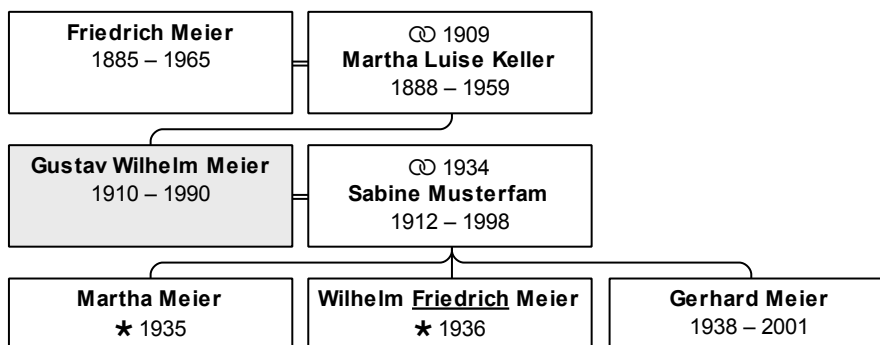 Friedrich Meier
1885 – 1965
⚭ 1909
Martha Luise Keller
1888 – 1959
Gustav Wilhelm Meier
1910 – 1990
⚭ 1934
Sabine Musterfam
1912 – 1998
Martha Meier
★ 1935
Wilhelm Friedrich Meier
★ 1936
Gerhard Meier
1938 – 2001